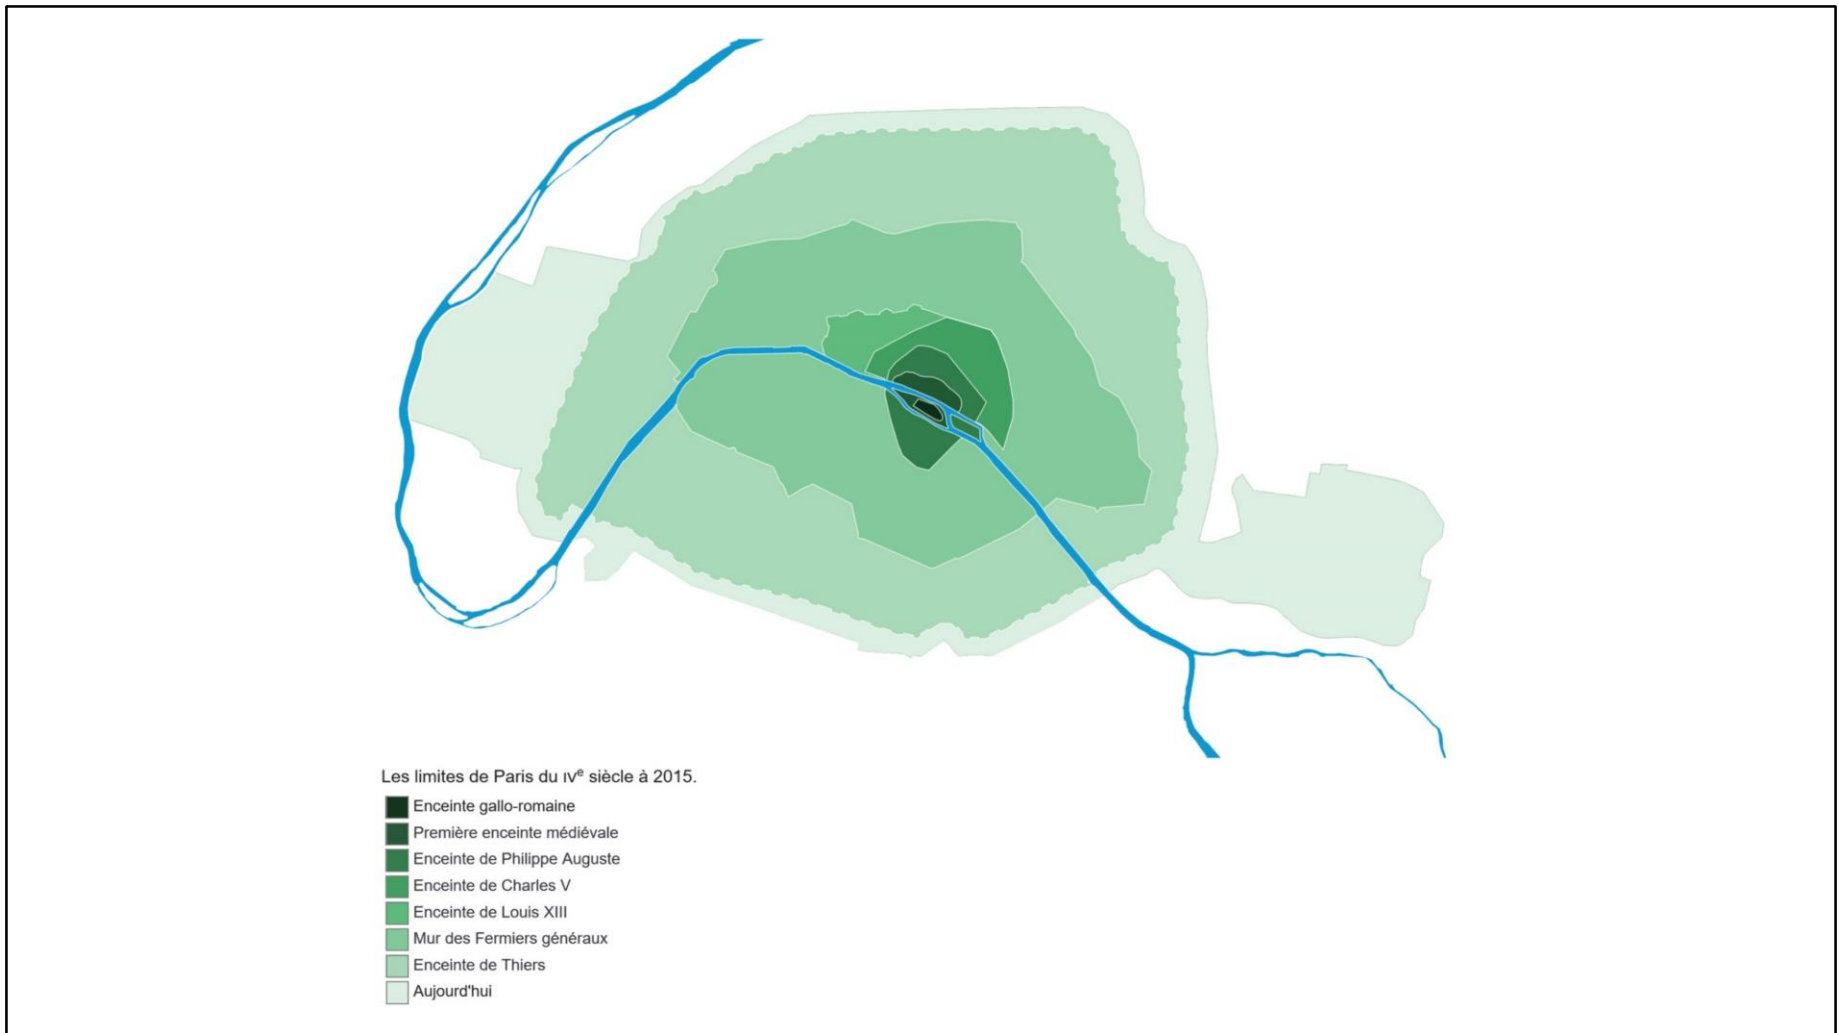 Les limites de Paris du IVe siècle à 2015.
Enceinte gallo-romaine
Première enceinte médiévale
Enceinte de Philippe Auguste
Enceinte de Charles V
Enceinte de Louis XIII
Mur des Fermiers généraux
Enceinte de Thiers
Aujourd'hui